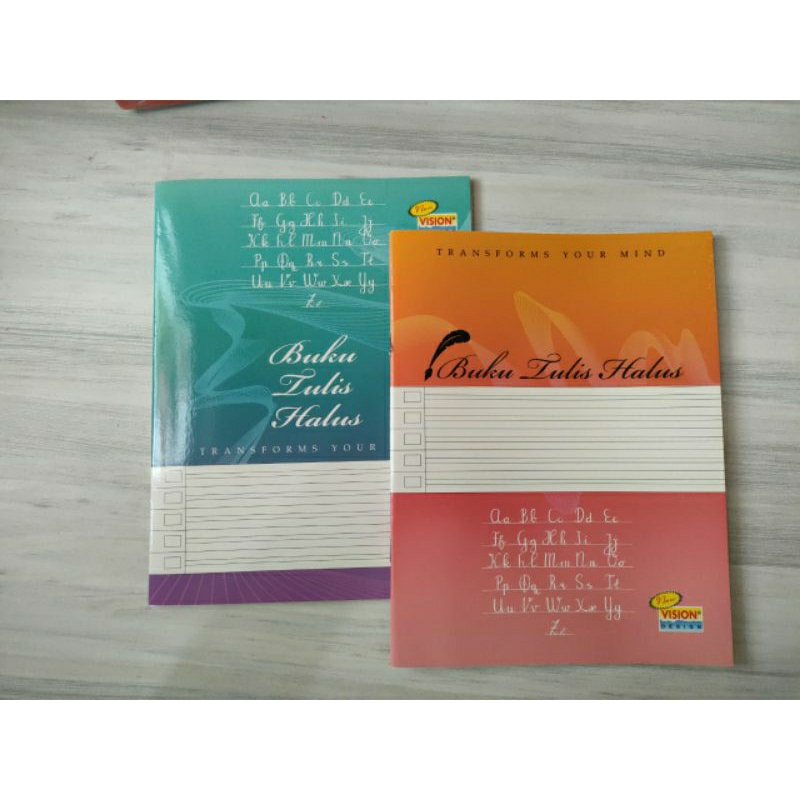 Aa Bb Cc Dd Ee
Ff Gg Hh Ii Jj
Kk Ll Mm Nn Oo
Pp Qq Rr Ss Tt
Uu Vv Ww Xx Yy
Zz
New
VISION®
Buku
Tulis
Halus
TRANSFORMS YOUR
TRANSFORMS YOUR MIND
Buku Tulis Halus
Aa Bb Cc Dd Ee
Ff Gg Hh Ii Jj
Kk Ll Mm Nn Oo
Pp Qq Rr Ss Tt
Uu Vv Ww Xx Yy
Zz
New
VISION®
DESIGN